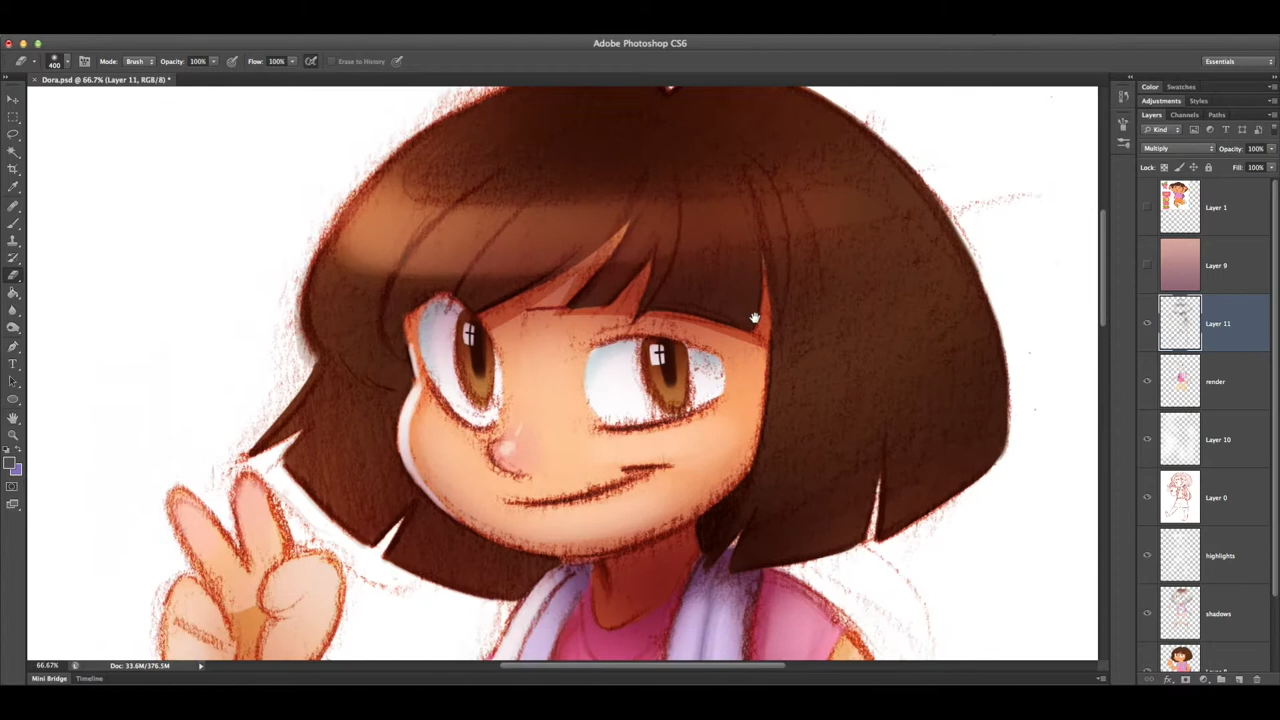 Adobe Photoshop CS6
400 Mode: Brush Opacity: 100% Flow: 100% Erase to History Essentials
Dora.psd @ 66.7% (Layer 11, RGB/8) *
Color Swatches
Adjustments Styles
Layers Channels Paths
Kind
Multiply Opacity: 100%
Lock: Fill: 100%
Layer 1
Layer 9
Layer 11
render
Layer 10
Layer 0
highlights
shadows
66.67% Doc: 33.6M/376.5M
Mini Bridge Timeline